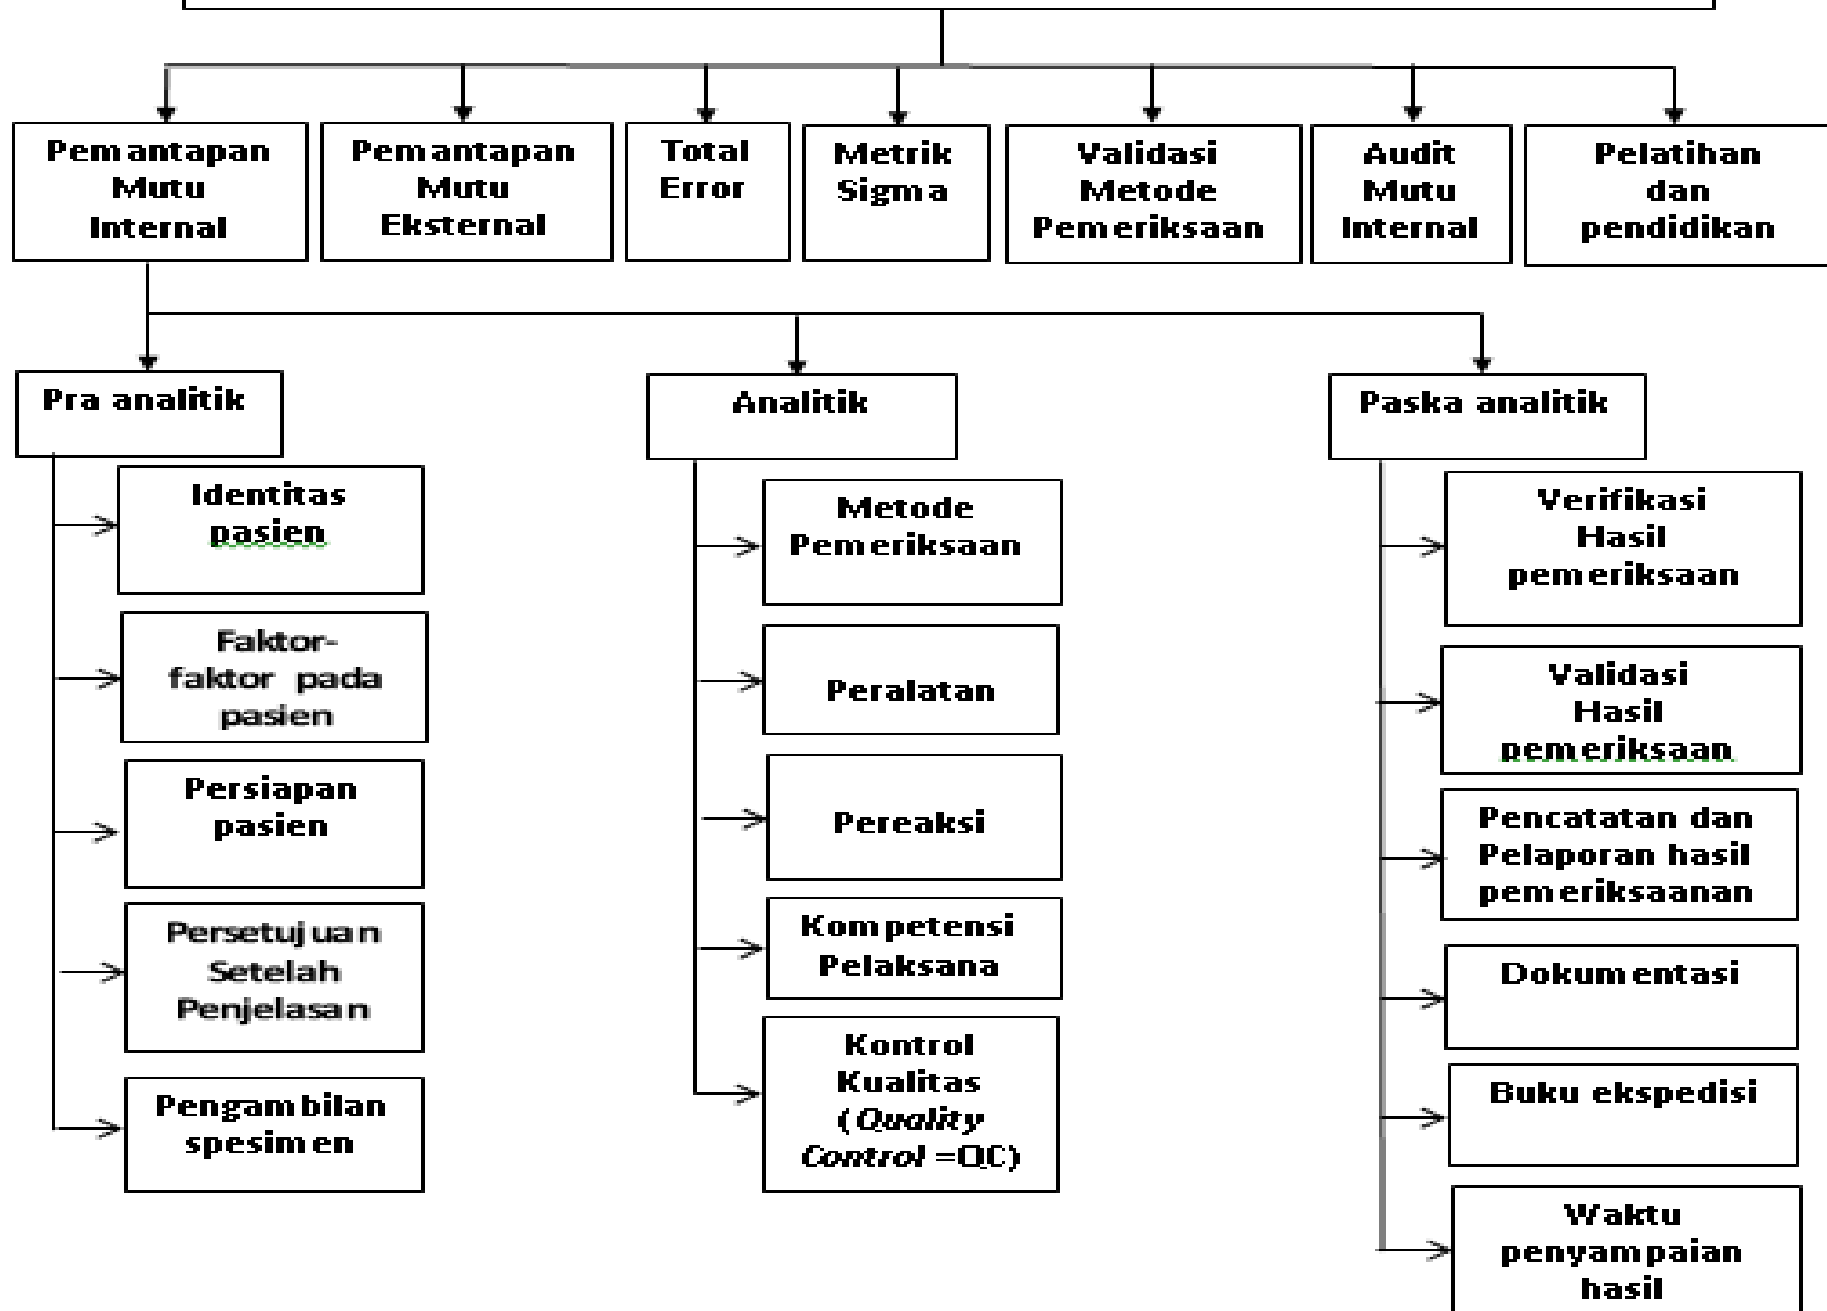 Pemantapan
Mutu
Internal
Pemantapan
Mutu
Eksternal
Total
Error
Metrik
Sigma
Validasi
Metode
Pemeriksaan
Audit
Mutu
Internal
Pelatihan
dan
pendidikan
Pra analitik
Identitas
pasien
Faktor-
faktor pada
pasien
Persiapan
pasien
Persetujuan
Setelah
Penjelasan
Pengambilan
spesimen
Analitik
Metode
Pemeriksaan
Peralatan
Pereaksi
Kompetensi
Pelaksana
Kontrol
Kualitas
(Quality
Control =QC)
Paska analitik
Verifikasi
Hasil
pemeriksaan
Validasi
Hasil
pemeriksaan
Pencatatan dan
Pelaporan hasil
pemeriksaanan
Dokumentasi
Buku ekspedisi
Waktu
penyampaian
hasil